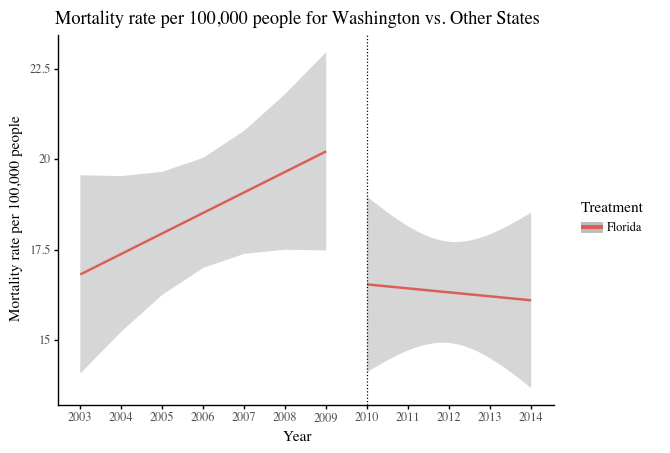 Mortality rate per 100,000 people for Washington vs. Other States
22.5
20
17.5
15
Mortality rate per 100,000 people
2003 2004 2005 2006 2007 2008 2009 2010 2011 2012 2013 2014
Year
Treatment
Florida